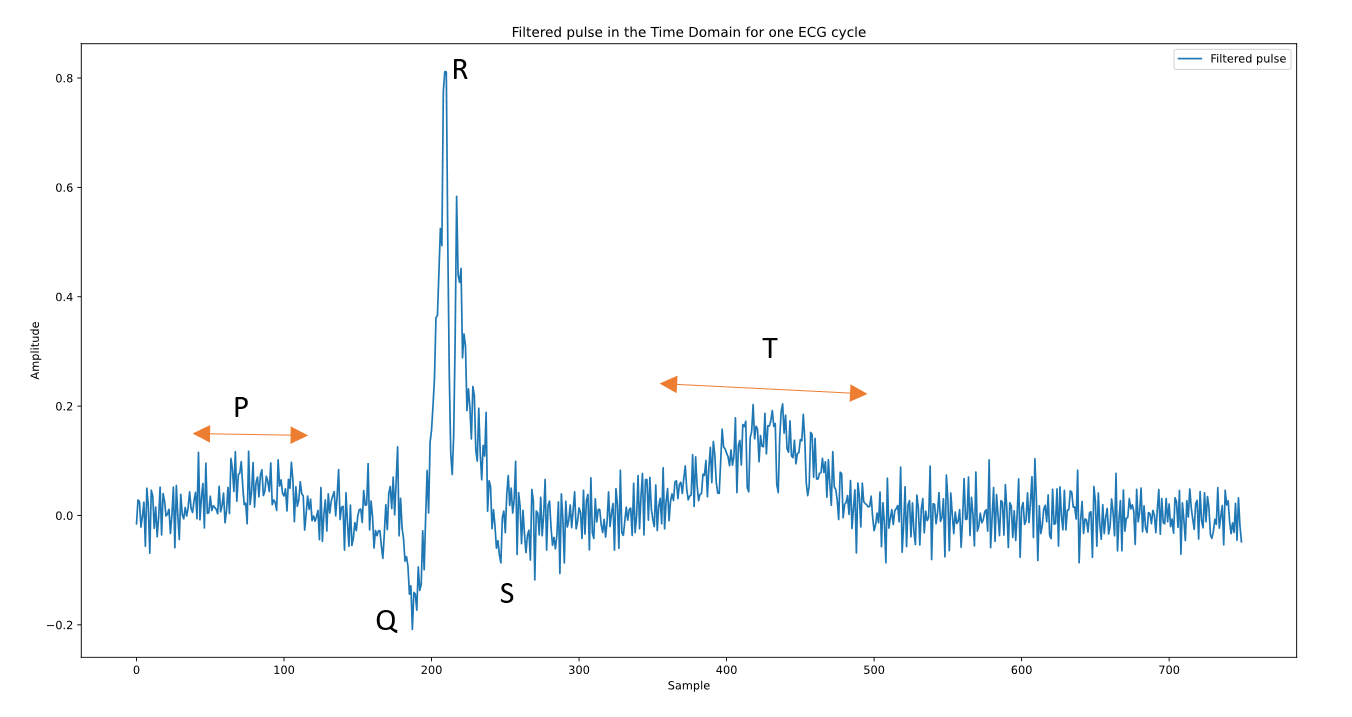 Filtered pulse in the Time Domain for one ECG cycle
Filtered pulse
R
T
P
S
Q
Amplitude
0.8
0.6
0.4
0.2
0.0
−0.2
0 100 200 300 400 500 600 700
Sample